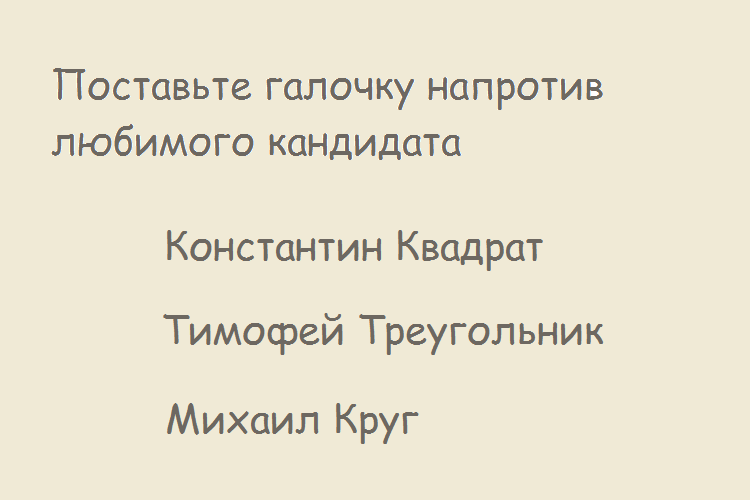 Поставьте галочку напротив
любимого кандидата
Константин Квадрат
Тимофей Треугольник
Михаил Круг